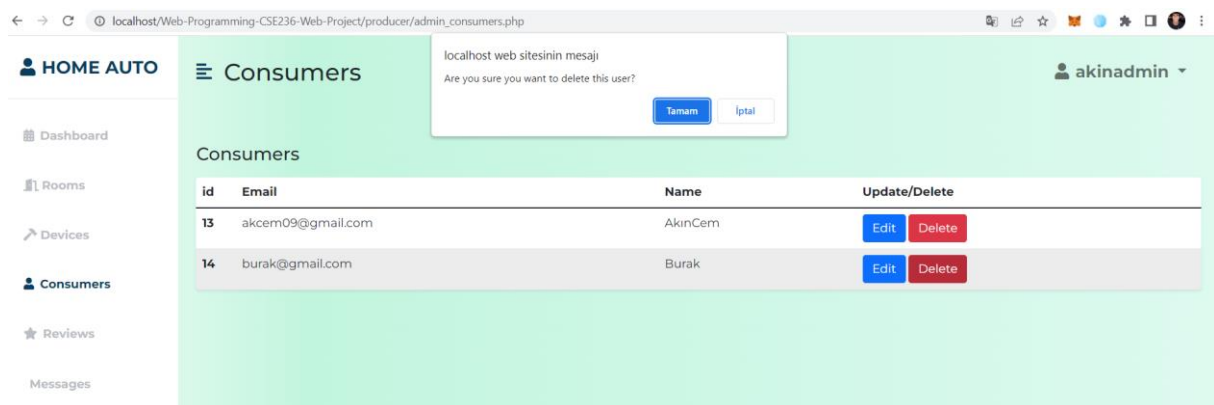 localhost/Web-Programming-CSE236-Web-Project/producer/admin_consumers.php
localhost web sitesinin mesajı
Are you sure you want to delete this user?
Tamam İptal
HOME AUTO
Consumers
akinadmin
Dashboard
Rooms
Devices
Consumers
Reviews
Messages
Consumers
id Email Name Update/Delete
13 akcem09@gmail.com AkınCem Edit Delete
14 burak@gmail.com Burak Edit Delete